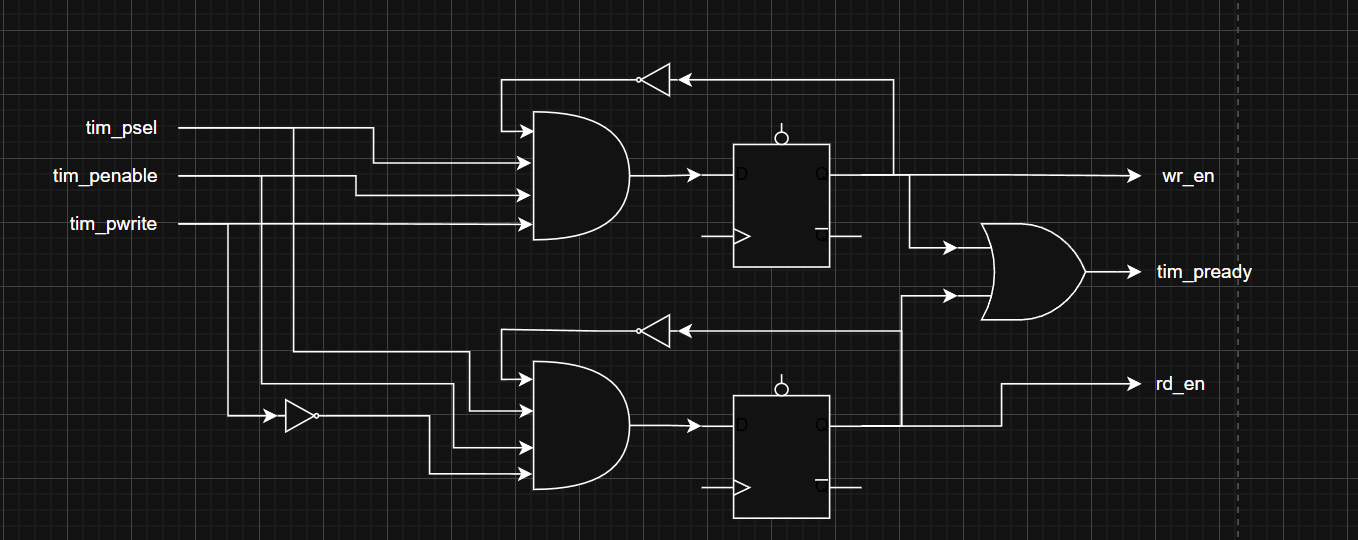 tim_psel
tim_penable
tim_pwrite
D
Q
Q
wr_en
tim_pready
D
Q
Q
rd_en